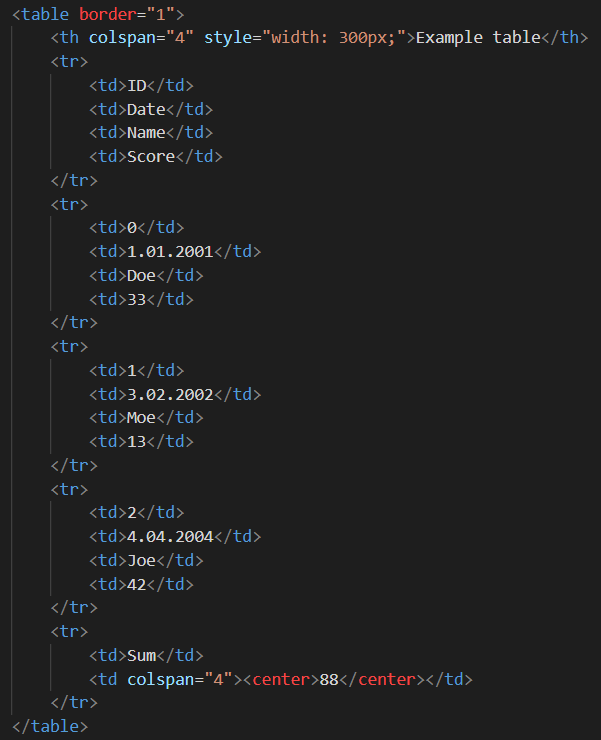 <table border="1">
    <th colspan="4" style="width: 300px;">Example table</th>
    <tr>
        <td>ID</td>
        <td>Date</td>
        <td>Name</td>
        <td>Score</td>
    </tr>
    <tr>
        <td>0</td>
        <td>1.01.2001</td>
        <td>Doe</td>
        <td>33</td>
    </tr>
    <tr>
        <td>1</td>
        <td>3.02.2002</td>
        <td>Moe</td>
        <td>13</td>
    </tr>
    <tr>
        <td>2</td>
        <td>4.04.2004</td>
        <td>Joe</td>
        <td>42</td>
    </tr>
    <tr>
        <td>Sum</td>
        <td colspan="4"><center>88</center></td>
    </tr>
</table>